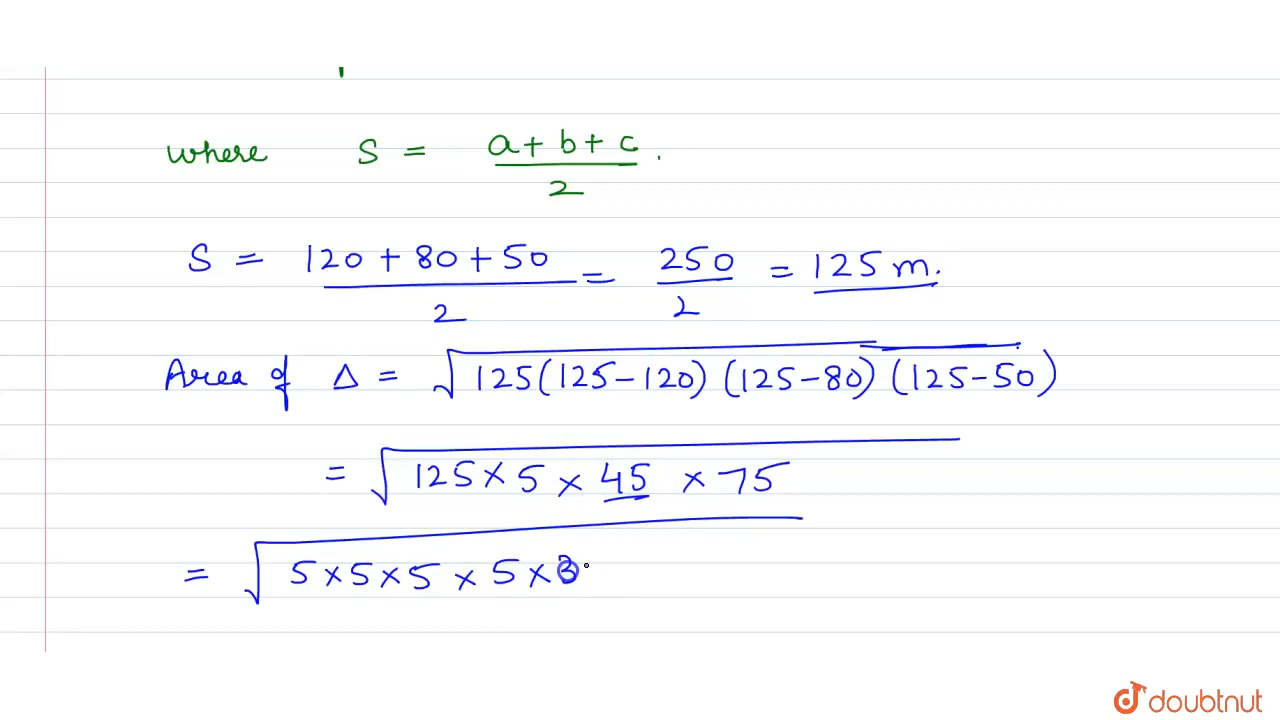 where S = a + b + c .
2
S = 120 + 80 + 50 = 250 = 125 m.
2 2
Area of Δ = √125(125-120) (125-80) (125-50)
= √125 × 5 × 45 × 75
= √5 × 5 × 5 × 5 × 3
doubtnut